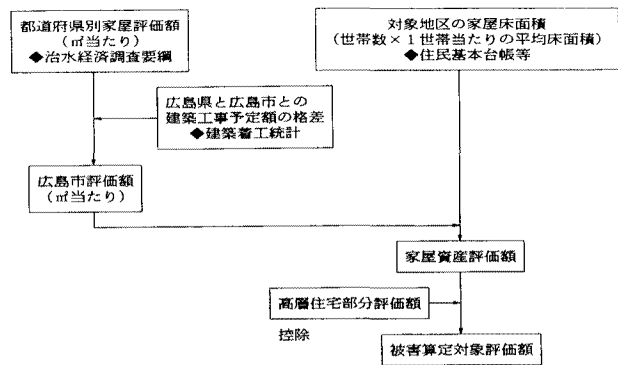 都道府県別家屋評価額
(㎡当たり)
◆治水経済調査要綱
対象地区の家屋床面積
(世帯数×1世帯当たりの平均床面積)
◆住民基本台帳等
広島県と広島市との
建築工事予定額の格差
◆建築着工統計
広島市評価額
(㎡当たり)
家屋資産評価額
高層住宅部分評価額
控除
被害算定対象評価額